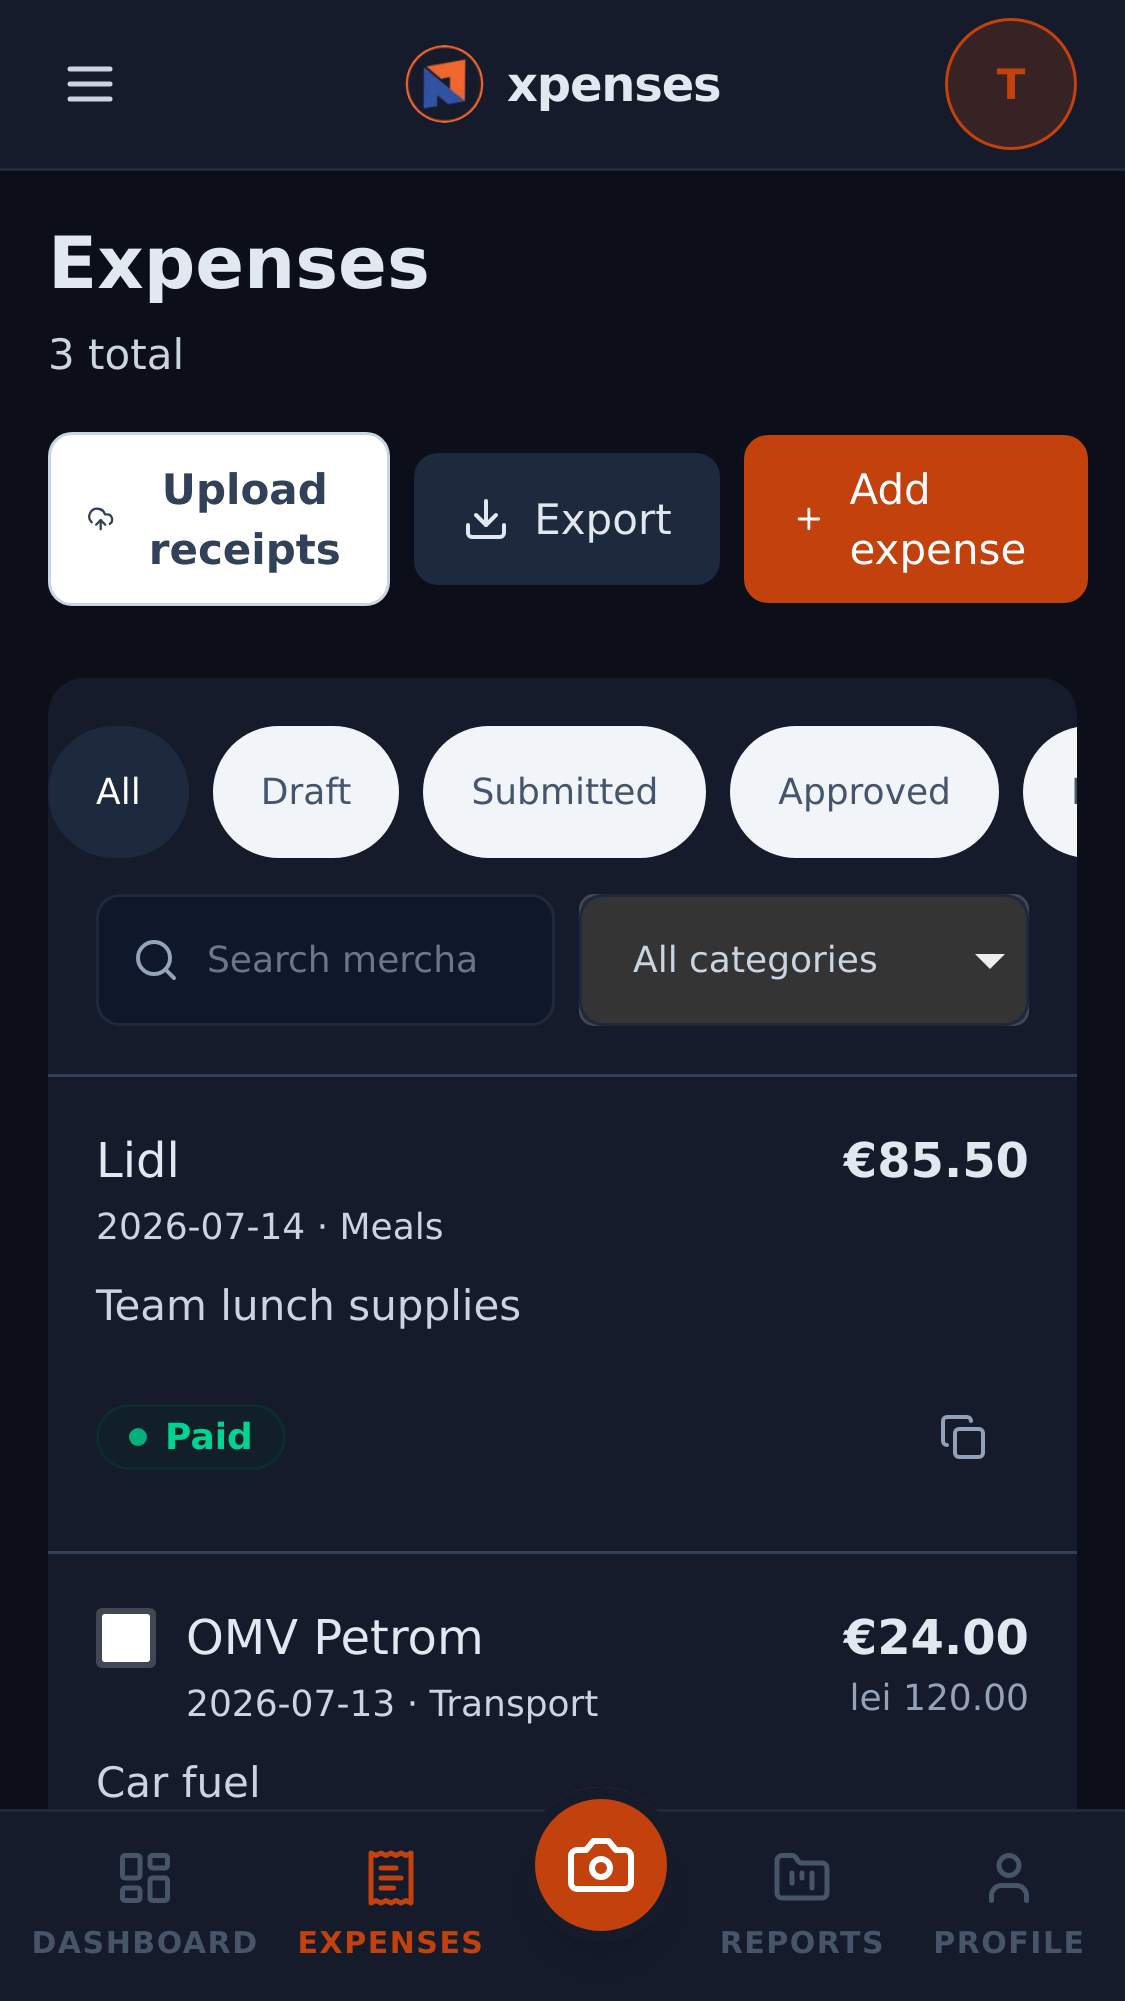 xpenses
T
Expenses
3 total
Upload
receipts
Export
Add
expense
All
Draft
Submitted
Approved
Search mercha
All categories
Lidl
€85.50
2026-07-14 · Meals
Team lunch supplies
Paid
OMV Petrom
€24.00
2026-07-13 · Transport
lei 120.00
Car fuel
DASHBOARD
EXPENSES
REPORTS
PROFILE